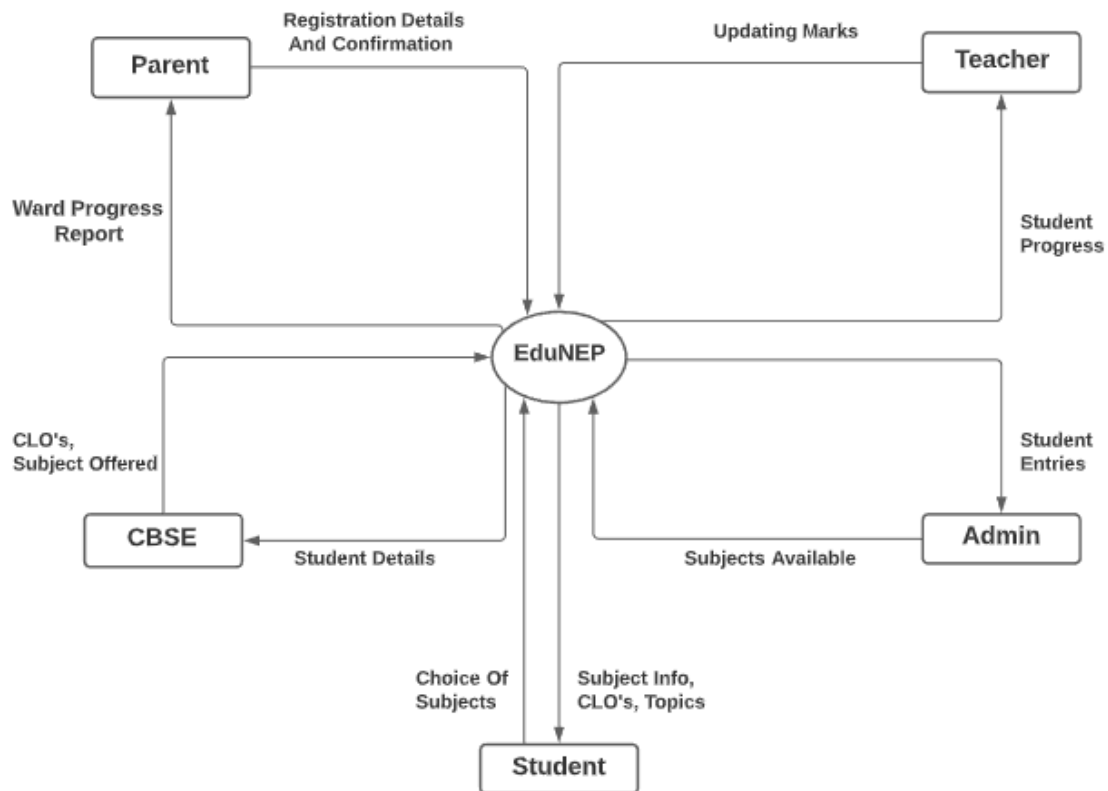 Registration Details
And Confirmation
Updating Marks
Parent
Teacher
Ward Progress
Report
Student
Progress
EduNEP
CLO's,
Subject Offered
Student
Entries
CBSE
Admin
Student Details
Subjects Available
Choice Of
Subjects
Subject Info,
CLO's, Topics
Student